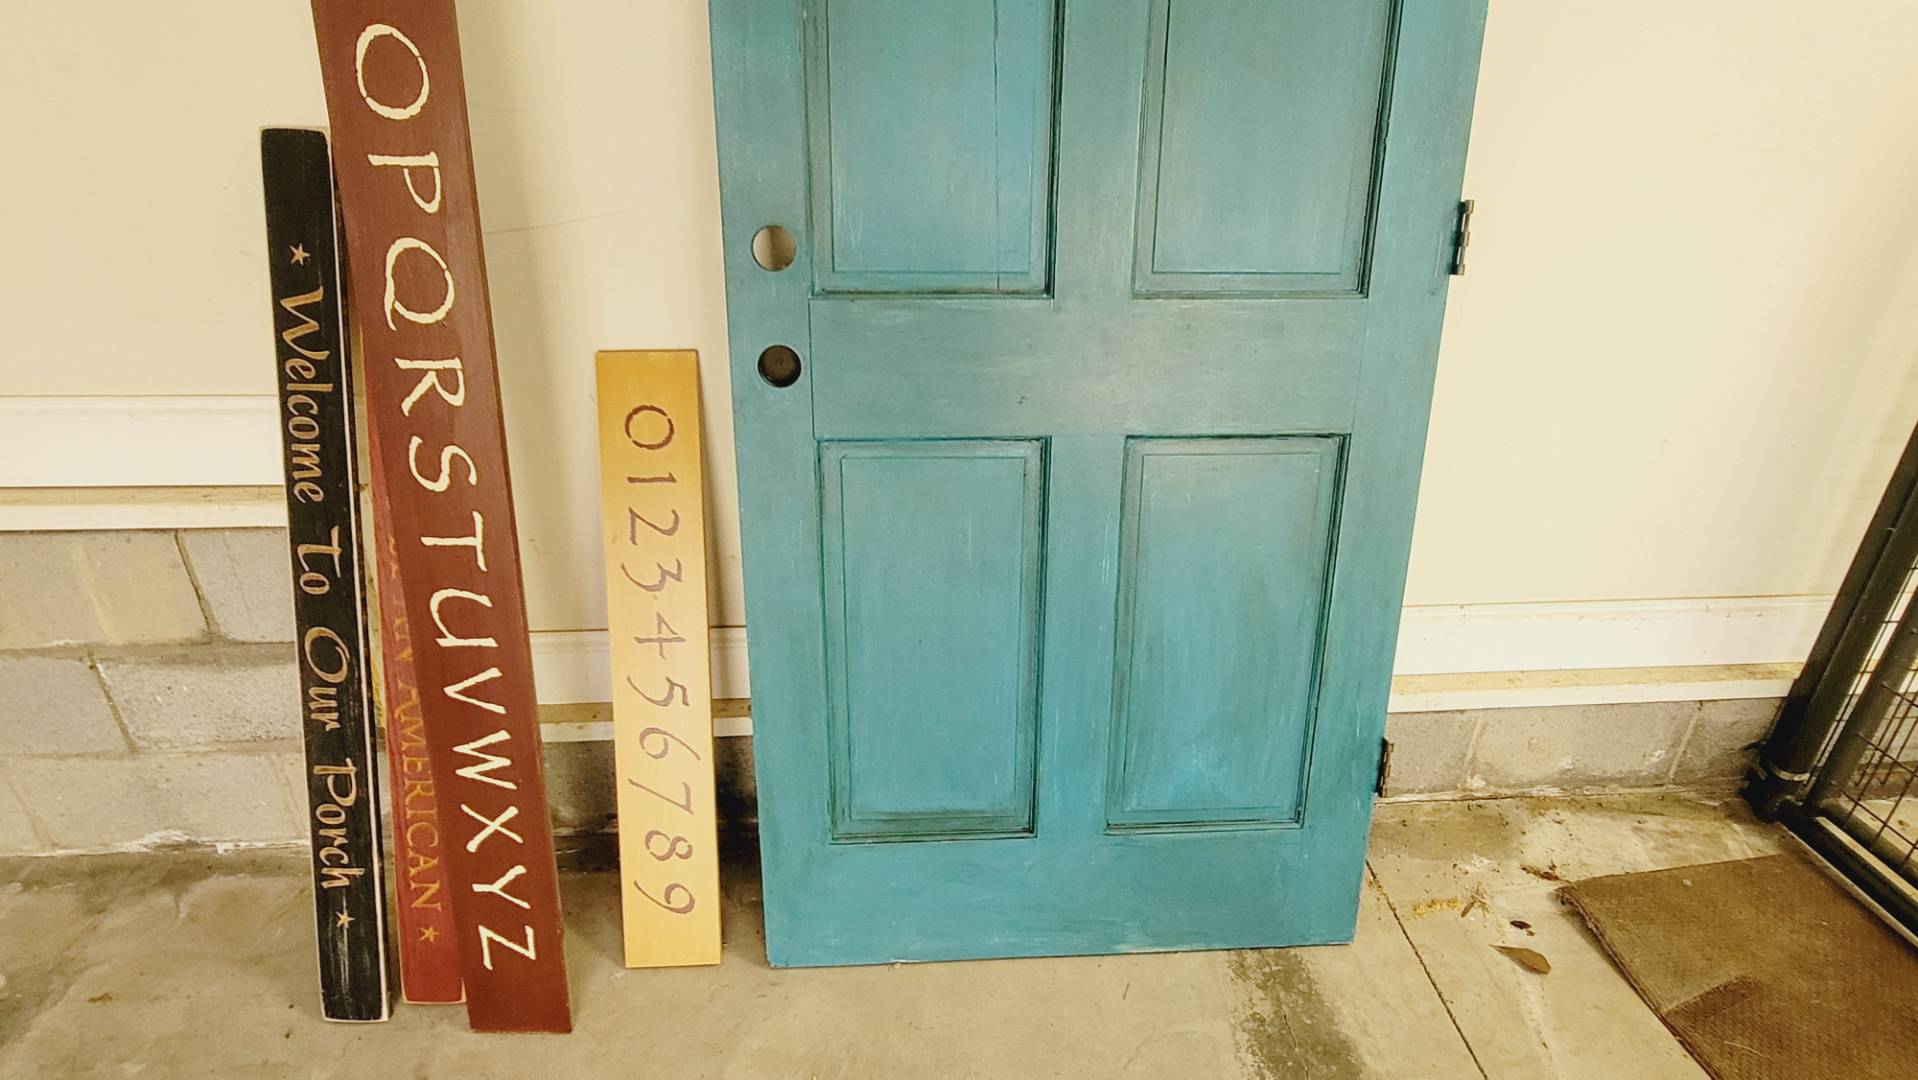 ★ Welcome To Our Porch ★
AMERICAN ★
OPQRSTUVWXYZ
0123456789